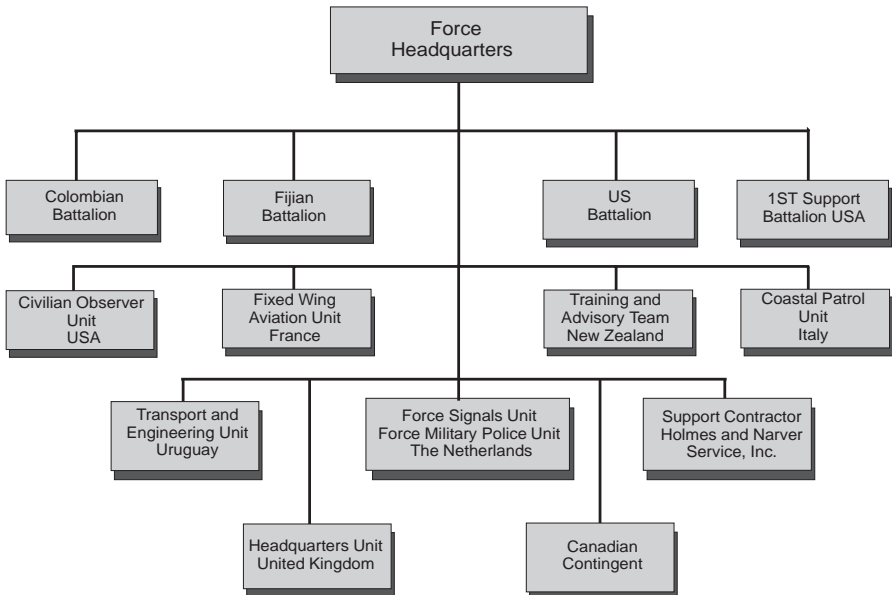 Force
Headquarters
Colombian
Battalion
Fijian
Battalion
US
Battalion
1ST Support
Battalion USA
Civilian Observer
Unit
USA
Fixed Wing
Aviation Unit
France
Training and
Advisory Team
New Zealand
Coastal Patrol
Unit
Italy
Transport and
Engineering Unit
Uruguay
Force Signals Unit
Force Military Police Unit
The Netherlands
Support Contractor
Holmes and Narver
Service, Inc.
Headquarters Unit
United Kingdom
Canadian
Contingent